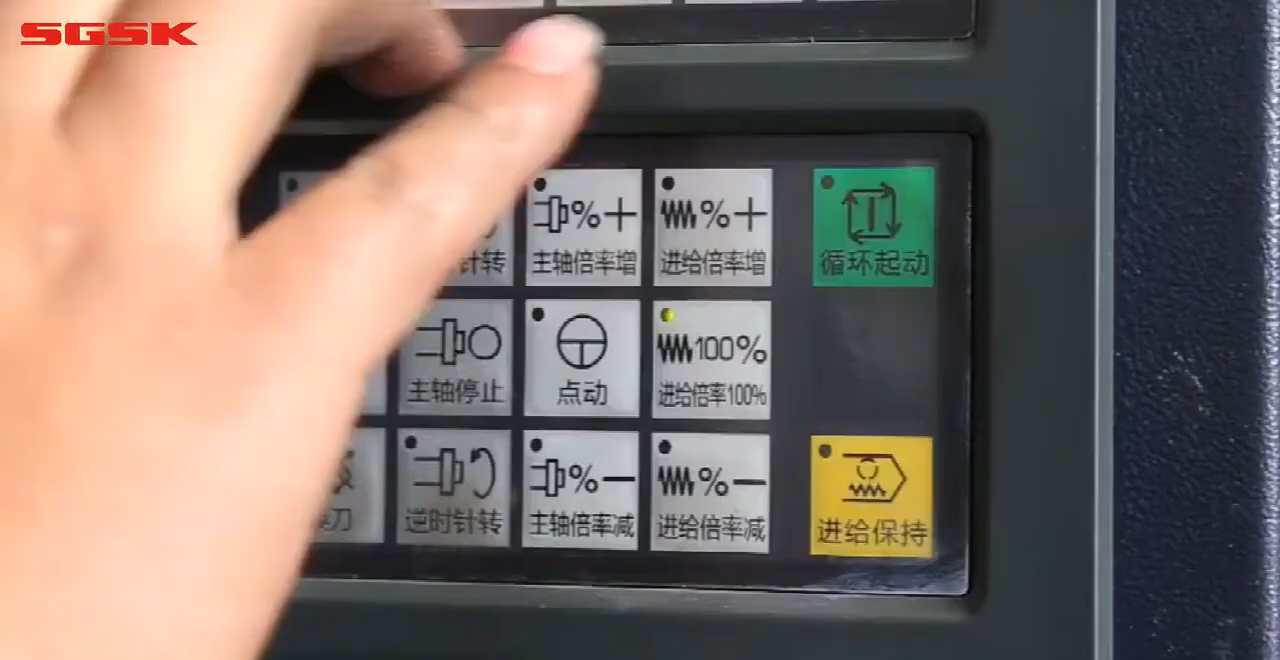 SGSK
%+
%+
针转
主轴倍率增
进给倍率增
循环起动
100%
主轴停止
点动
进给倍率100%
%-
%-
刀
逆时针转
主轴倍率减
进给倍率减
进给保持